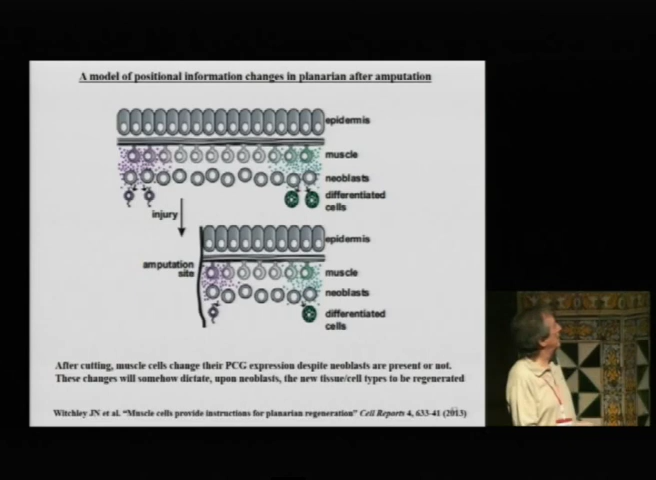 A model of positional information changes in planarian after amputation
epidermis
muscle
neoblasts
differentiated
cells
injury
epidermis
amputation
site
muscle
neoblasts
differentiated
cells
After cutting, muscle cells change their PCG expression despite neoblasts are present or not.
These changes will somehow dictate, upon neoblasts, the new tissue/cell types to be regenerated
Witchley JN et al. “Muscle cells provide instructions for planarian regeneration” Cell Reports 4, 633-41 (2013)